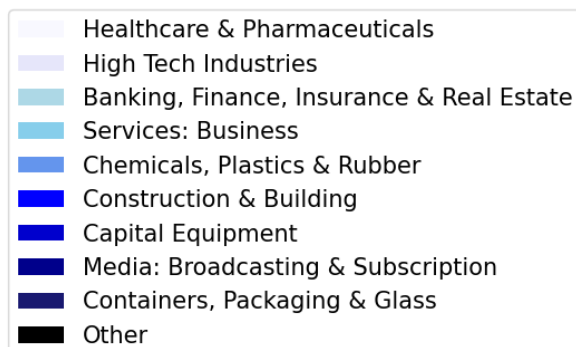 Healthcare & Pharmaceuticals
High Tech Industries
Banking, Finance, Insurance & Real Estate
Services: Business
Chemicals, Plastics & Rubber
Construction & Building
Capital Equipment
Media: Broadcasting & Subscription
Containers, Packaging & Glass
Other